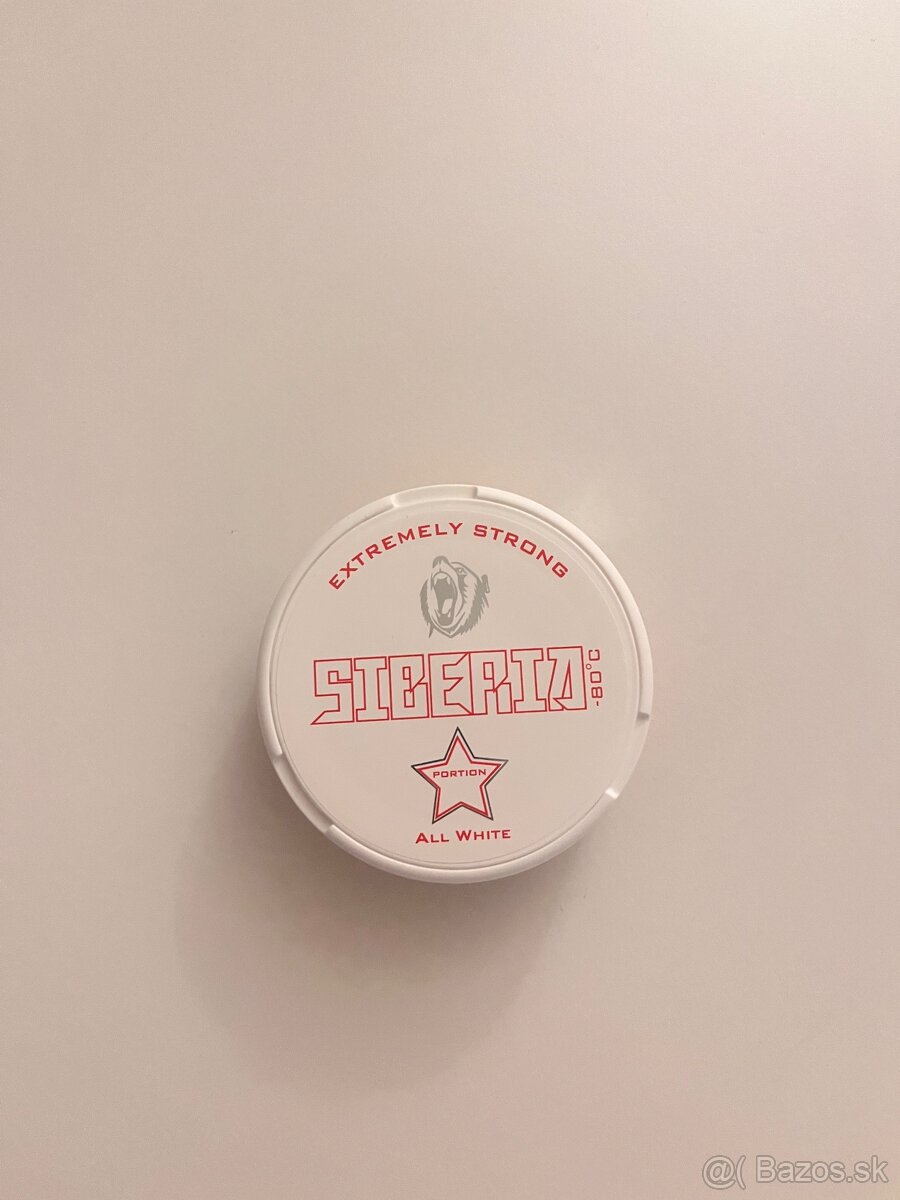 EXTREMELY STRONG
SIBERIA -80°C
PORTION
ALL WHITE
@( Bazos.sk